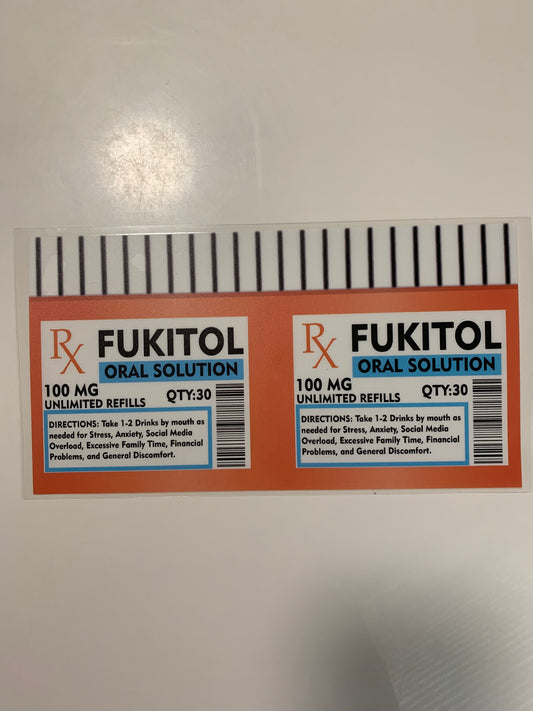 Rx FUKITOL
ORAL SOLUTION
100 MG QTY:30
UNLIMITED REFILLS
DIRECTIONS: Take 1-2 Drinks by mouth as
needed for Stress, Anxiety, Social Media
Overload, Excessive Family Time, Financial
Problems, and General Discomfort.
Rx FUKITOL
ORAL SOLUTION
100 MG QTY:30
UNLIMITED REFILLS
DIRECTIONS: Take 1-2 Drinks by mouth as
needed for Stress, Anxiety, Social Media
Overload, Excessive Family Time, Financial
Problems, and General Discomfort.